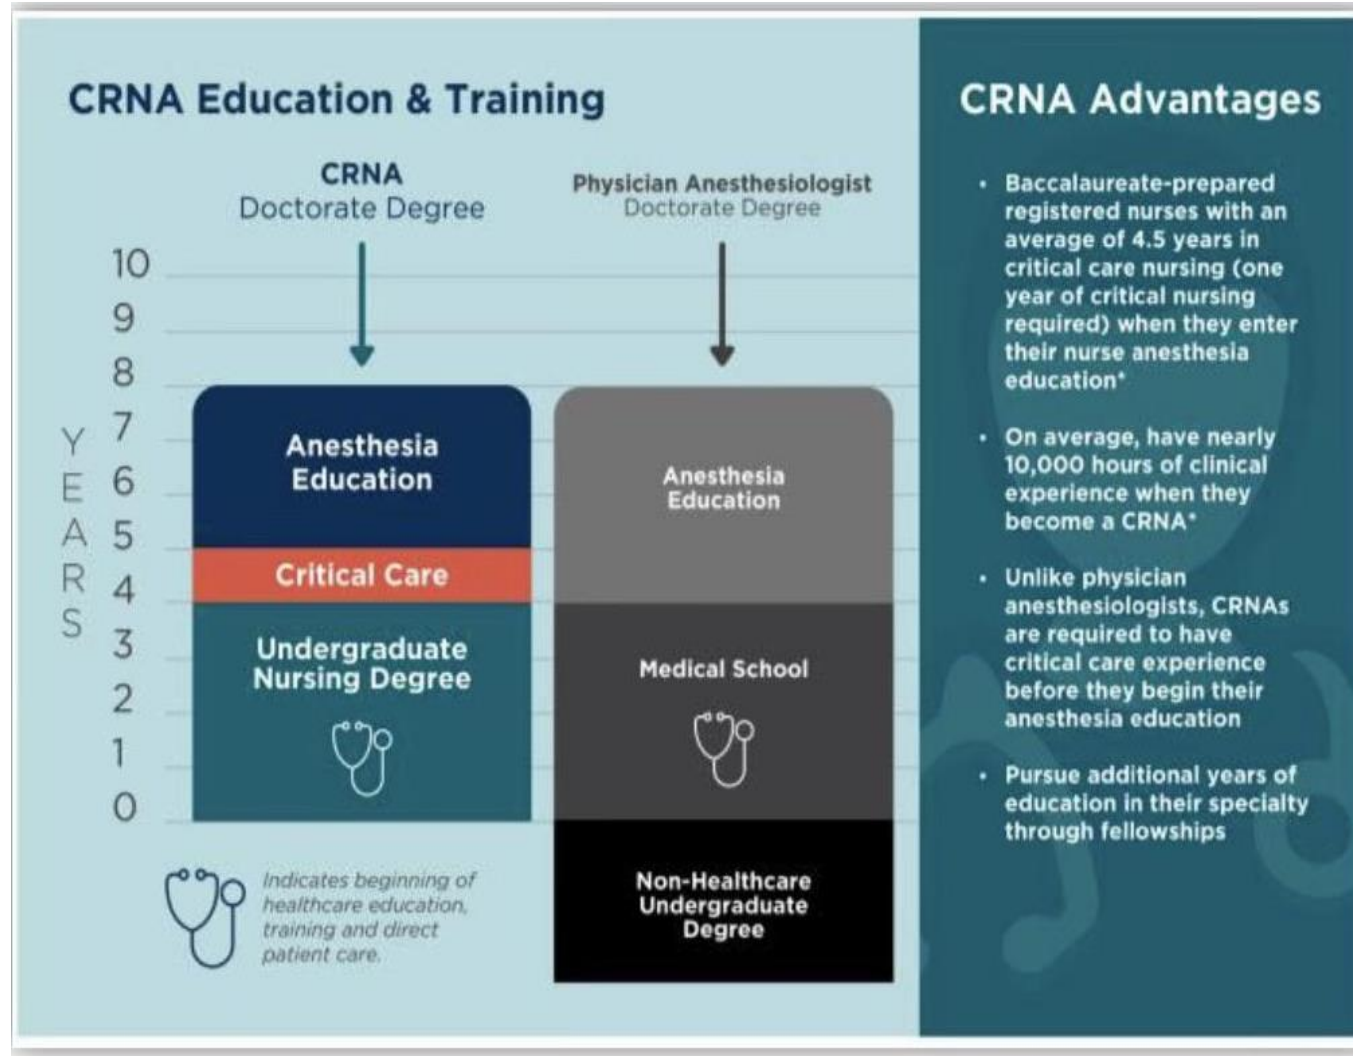 CRNA Education & Training
CRNA
Doctorate Degree
Physician Anesthesiologist
Doctorate Degree
YEARS
10
9
8
7
6
5
4
3
2
1
0
Anesthesia
Education
Critical Care
Undergraduate
Nursing Degree
Anesthesia
Education
Medical School
Non-Healthcare
Undergraduate
Degree
Indicates beginning of
healthcare education,
training and direct
patient care.
CRNA Advantages
• Baccalaureate-prepared
registered nurses with an
average of 4.5 years in
critical care nursing (one
year of critical nursing
required) when they enter
their nurse anesthesia
education*
• On average, have nearly
10,000 hours of clinical
experience when they
become a CRNA*
• Unlike physician
anesthesiologists, CRNAs
are required to have
critical care experience
before they begin their
anesthesia education
• Pursue additional years of
education in their specialty
through fellowships